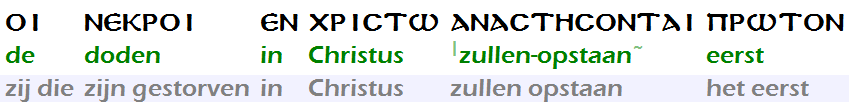 ΟΙ ΝΕΚΡΟΙ ΕΝ ΧΡΙϹΤΩ ΑΝΑϹΤΗϹΟΝΤΑΙ ΠΡΩΤΟΝ
de doden in Christus |zullen-opstaan~ eerst
zij die zijn gestorven in Christus zullen opstaan het eerst